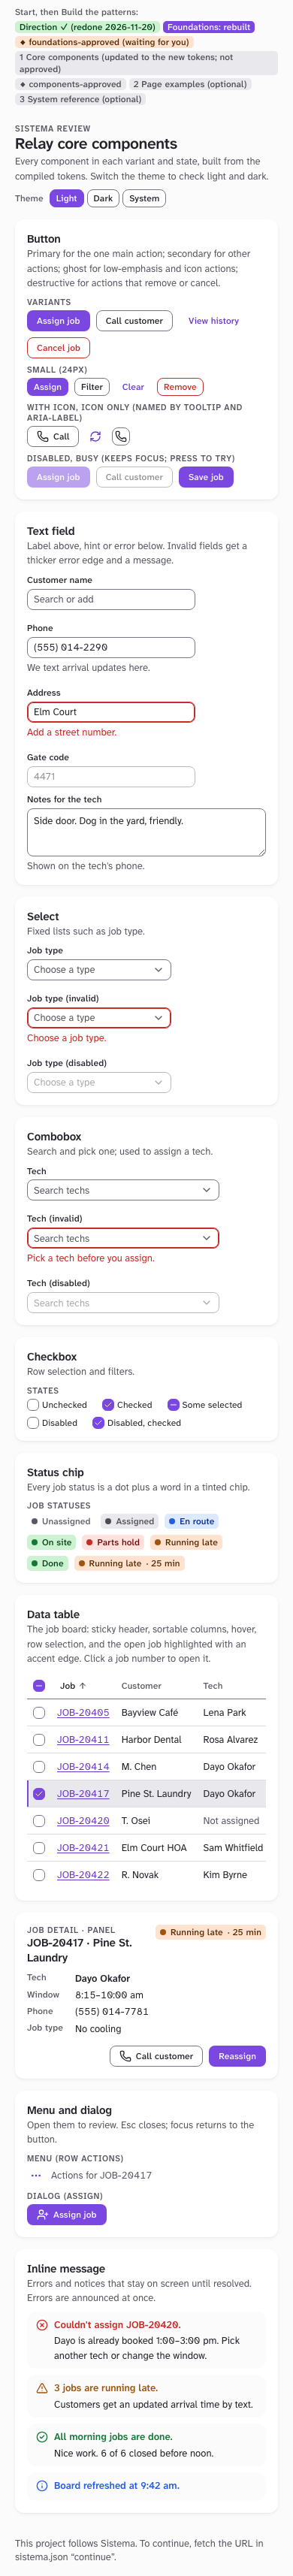 Start, then Build the patterns:
Direction ✓ (redone 2026-11-20) Foundations: rebuilt
◆ foundations-approved (waiting for you)
1 Core components (updated to the new tokens; not
approved)
◆ components-approved 2 Page examples (optional)
3 System reference (optional)
SISTEMA REVIEW
Relay core components
Every component in each variant and state, built from the
compiled tokens. Switch the theme to check light and dark.
Theme Light Dark System
Button
Primary for the one main action; secondary for other
actions; ghost for low-emphasis and icon actions;
destructive for actions that remove or cancel.
VARIANTS
Assign job Call customer View history
Cancel job
SMALL (24PX)
Assign Filter Clear Remove
WITH ICON, ICON ONLY (NAMED BY TOOLTIP AND
ARIA-LABEL)
Call
DISABLED, BUSY (KEEPS FOCUS; PRESS TO TRY)
Assign job Call customer Save job
Text field
Label above, hint or error below. Invalid fields get a
thicker error edge and a message.
Customer name
Search or add
Phone
(555) 014-2290
We text arrival updates here.
Address
Elm Court
Add a street number.
Gate code
4471
Notes for the tech
Side door. Dog in the yard, friendly.
Shown on the tech's phone.
Select
Fixed lists such as job type.
Job type
Choose a type
Job type (invalid)
Choose a type
Choose a job type.
Job type (disabled)
Choose a type
Combobox
Search and pick one; used to assign a tech.
Tech
Search techs
Tech (invalid)
Search techs
Pick a tech before you assign.
Tech (disabled)
Search techs
Checkbox
Row selection and filters.
STATES
Unchecked Checked Some selected
Disabled Disabled, checked
Status chip
Every job status is a dot plus a word in a tinted chip.
JOB STATUSES
Unassigned Assigned En route
On site Parts hold Running late
Done Running late · 25 min
Data table
The job board: sticky header, sortable columns, hover,
row selection, and the open job highlighted with an
accent edge. Click a job number to open it.
Job ↑ Customer Tech
JOB-20405 Bayview Café Lena Park
JOB-20411 Harbor Dental Rosa Alvarez
JOB-20414 M. Chen Dayo Okafor
JOB-20417 Pine St. Laundry Dayo Okafor
JOB-20420 T. Osei Not assigned
JOB-20421 Elm Court HOA Sam Whitfield
JOB-20422 R. Novak Kim Byrne
JOB DETAIL · PANEL
JOB-20417 · Pine St.
Laundry
Running late · 25 min
Tech Dayo Okafor
Window 8:15–10:00 am
Phone (555) 014-7781
Job type No cooling
Call customer Reassign
Menu and dialog
Open them to review. Esc closes; focus returns to the
button.
MENU (ROW ACTIONS)
Actions for JOB-20417
DIALOG (ASSIGN)
Assign job
Inline message
Errors and notices that stay on screen until resolved.
Errors are announced at once.
Couldn't assign JOB-20420.
Dayo is already booked 1:00–3:00 pm. Pick
another tech or change the window.
3 jobs are running late.
Customers get an updated arrival time by text.
All morning jobs are done.
Nice work. 6 of 6 closed before noon.
Board refreshed at 9:42 am.
This project follows Sistema. To continue, fetch the URL in
sistema.json “continue”.